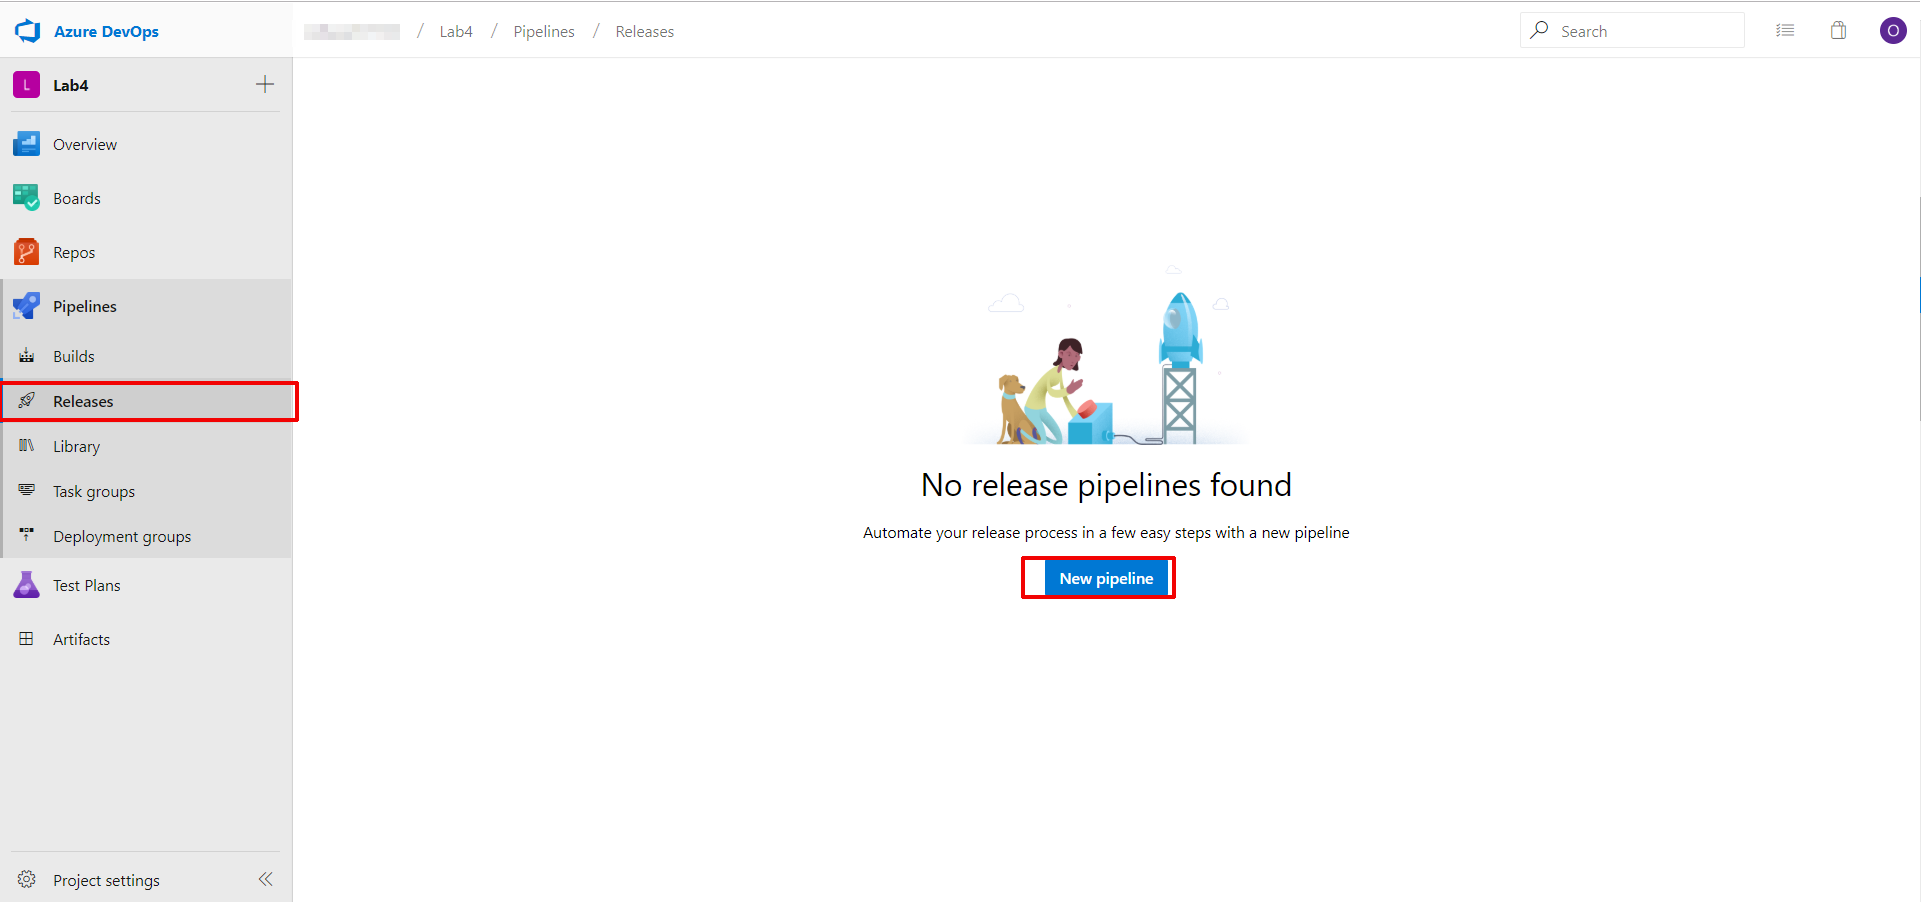 Azure DevOps
/ Lab4 / Pipelines / Releases
Search
O
L Lab4
Overview
Boards
Repos
Pipelines
Builds
Releases
Library
Task groups
Deployment groups
Test Plans
Artifacts
Project settings
No release pipelines found
Automate your release process in a few easy steps with a new pipeline
New pipeline